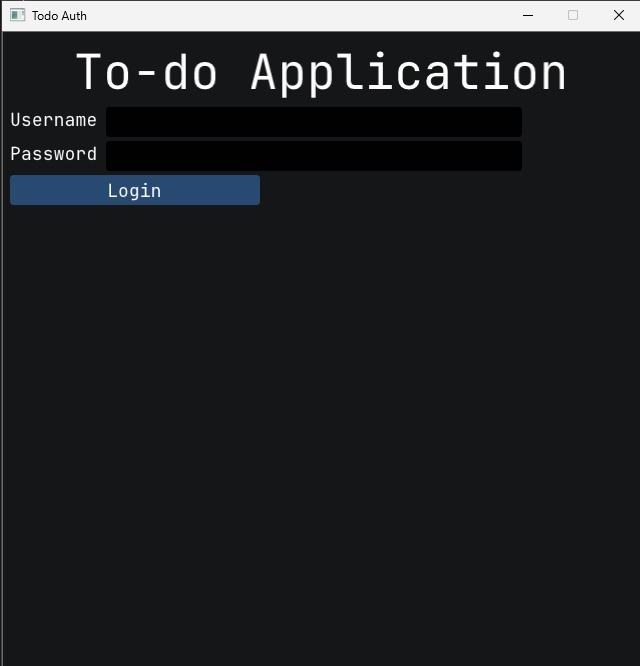 Todo Auth
To-do Application
Username
Password
Login